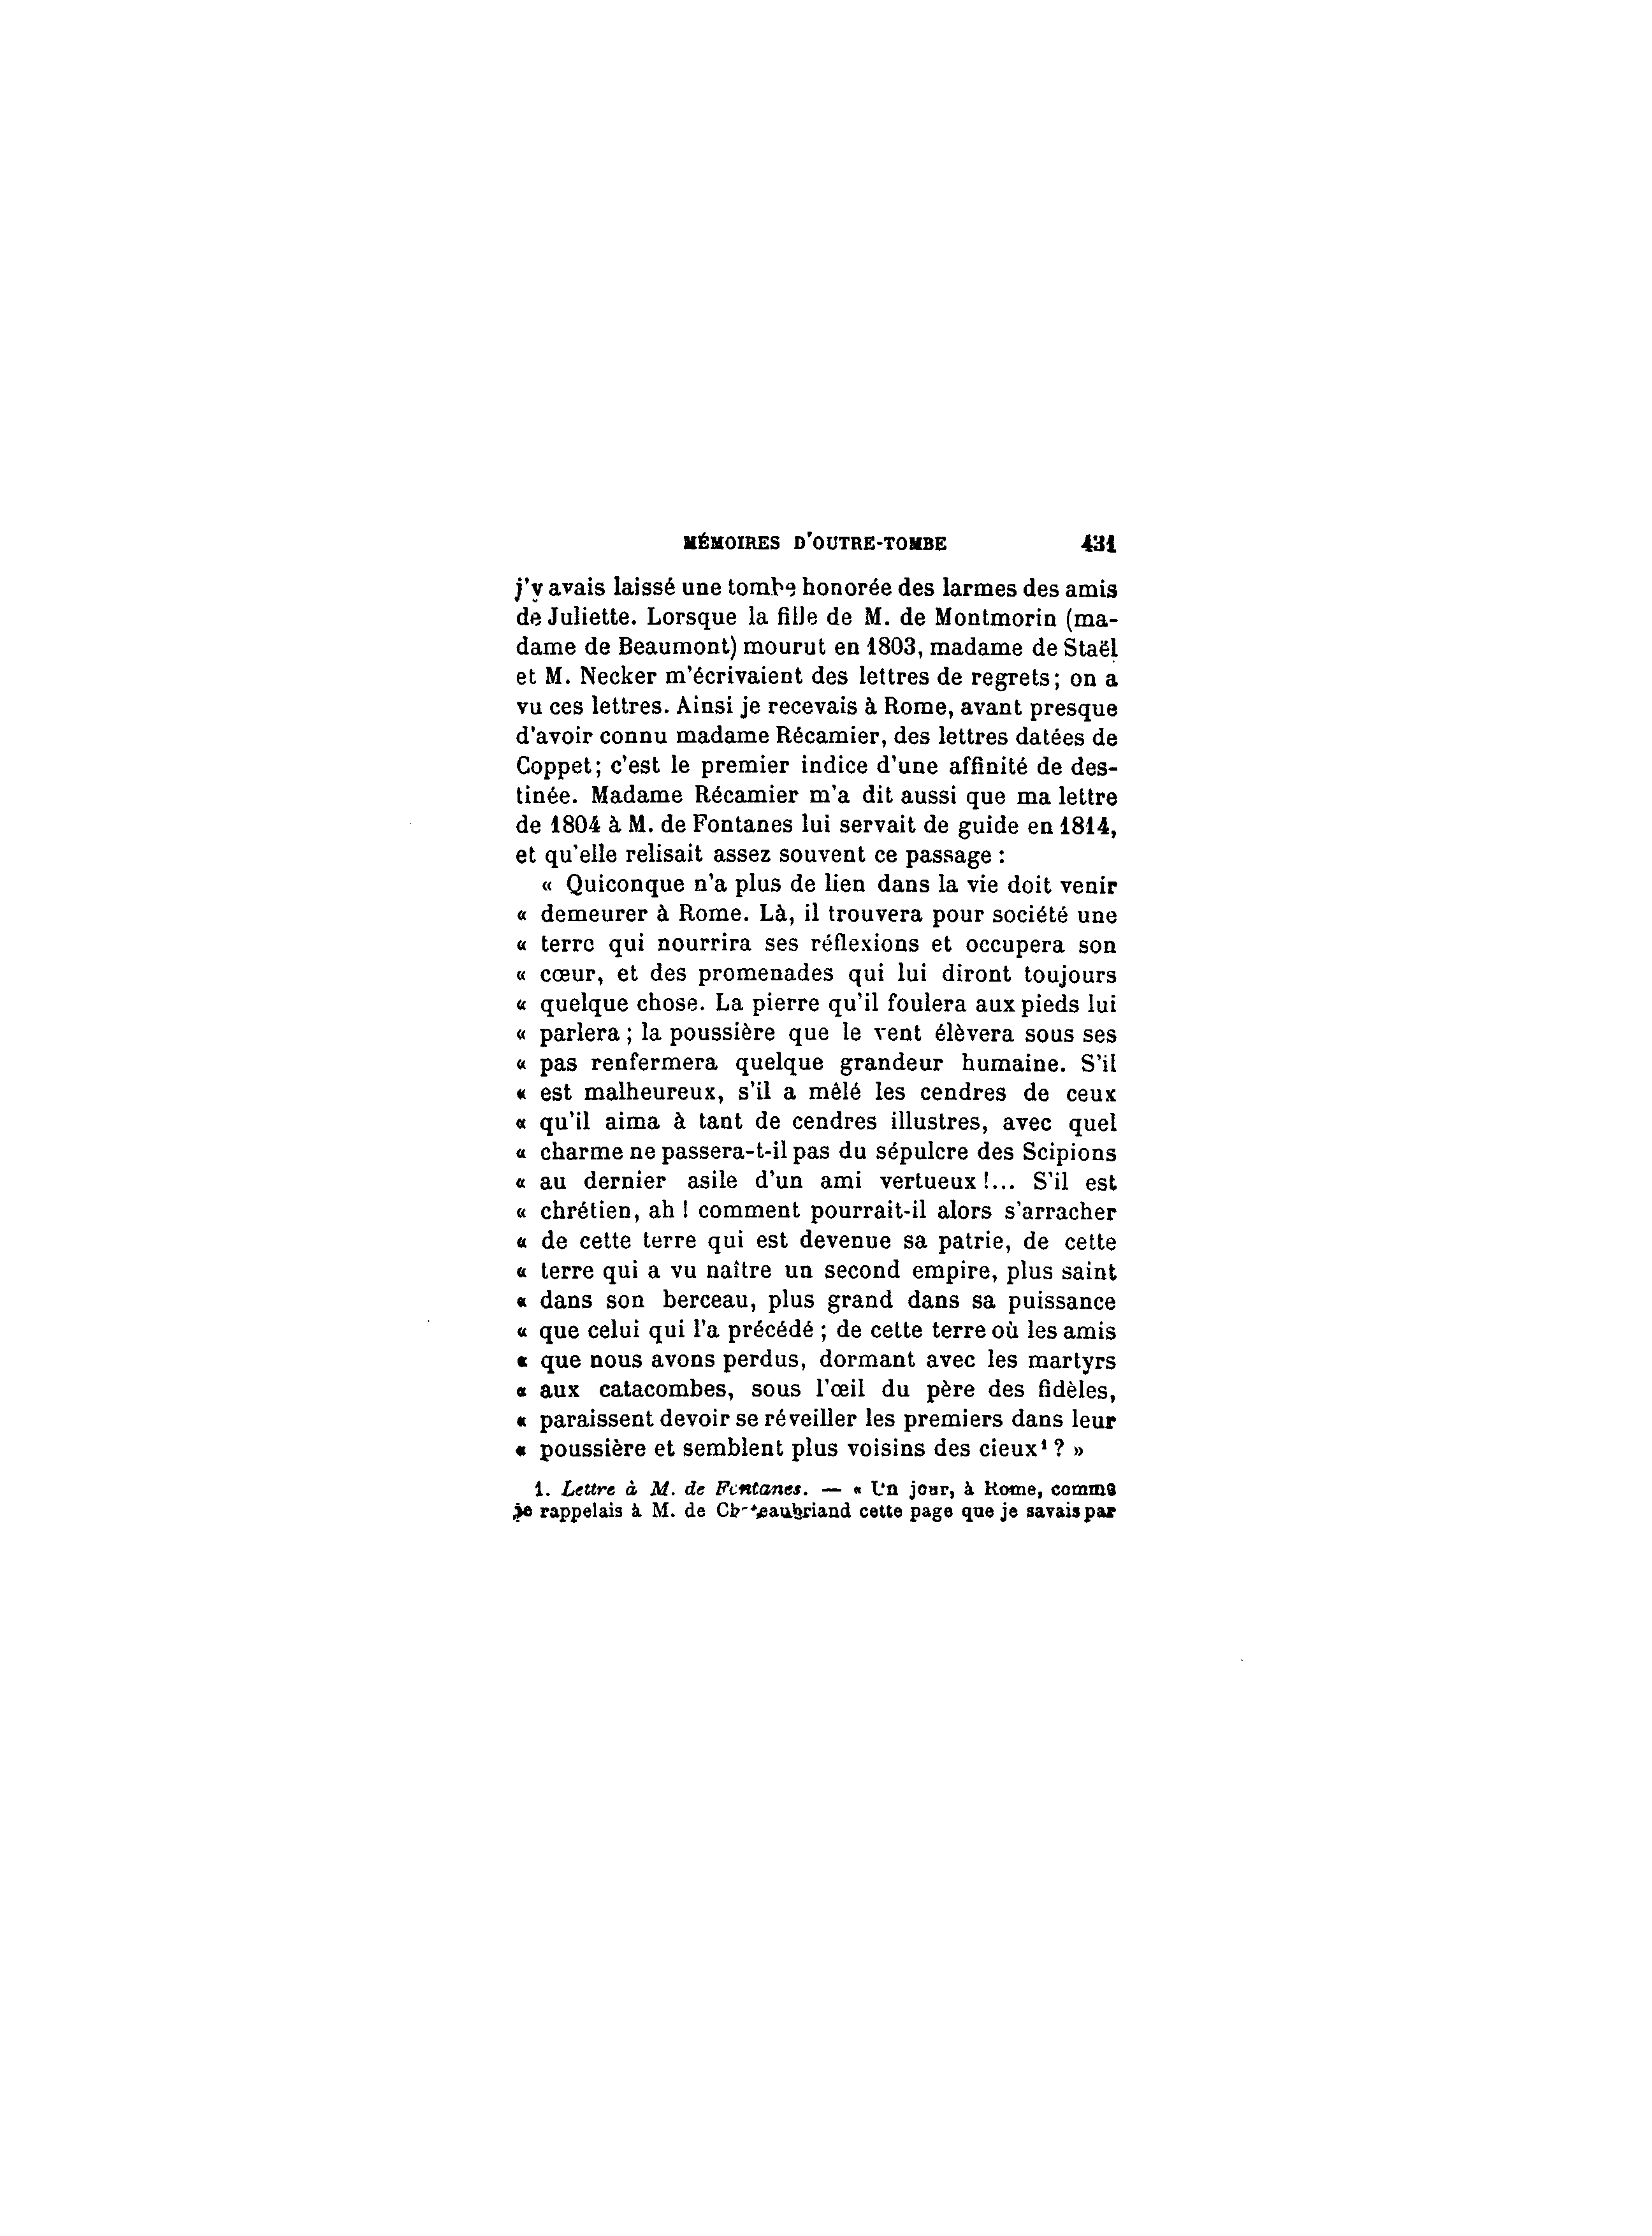 MÉMOIRES D'OUTRE-TOMBE 431
j'y avais laissé une tombe honorée des larmes des amis
de Juliette. Lorsque la fille de M. de Montmorin (ma-
dame de Beaumont) mourut en 1803, madame de Staël
et M. Necker m'écrivaient des lettres de regrets; on a
vu ces lettres. Ainsi je recevais à Rome, avant presque
d'avoir connu madame Récamier, des lettres datées de
Coppet; c'est le premier indice d'une affinité de des-
tinée. Madame Récamier m'a dit aussi que ma lettre
de 1804 à M. de Fontanes lui servait de guide en 1814,
et qu'elle relisait assez souvent ce passage :
« Quiconque n'a plus de lien dans la vie doit venir
« demeurer à Rome. Là, il trouvera pour société une
« terre qui nourrira ses réflexions et occupera son
« cœur, et des promenades qui lui diront toujours
« quelque chose. La pierre qu'il foulera aux pieds lui
« parlera ; la poussière que le vent élèvera sous ses
« pas renfermera quelque grandeur humaine. S'il
« est malheureux, s'il a mêlé les cendres de ceux
« qu'il aima à tant de cendres illustres, avec quel
« charme ne passera-t-il pas du sépulcre des Scipions
« au dernier asile d'un ami vertueux !... S'il est
« chrétien, ah ! comment pourrait-il alors s'arracher
« de cette terre qui est devenue sa patrie, de cette
« terre qui a vu naître un second empire, plus saint
« dans son berceau, plus grand dans sa puissance
« que celui qui l'a précédé ; de cette terre où les amis
« que nous avons perdus, dormant avec les martyrs
« aux catacombes, sous l'œil du père des fidèles,
« paraissent devoir se réveiller les premiers dans leur
« poussière et semblent plus voisins des cieux¹ ? »
1. Lettre à M. de Fontanes. — « Un jour, à Rome, comme
je rappelais à M. de Chateaubriand cette page que je savais par